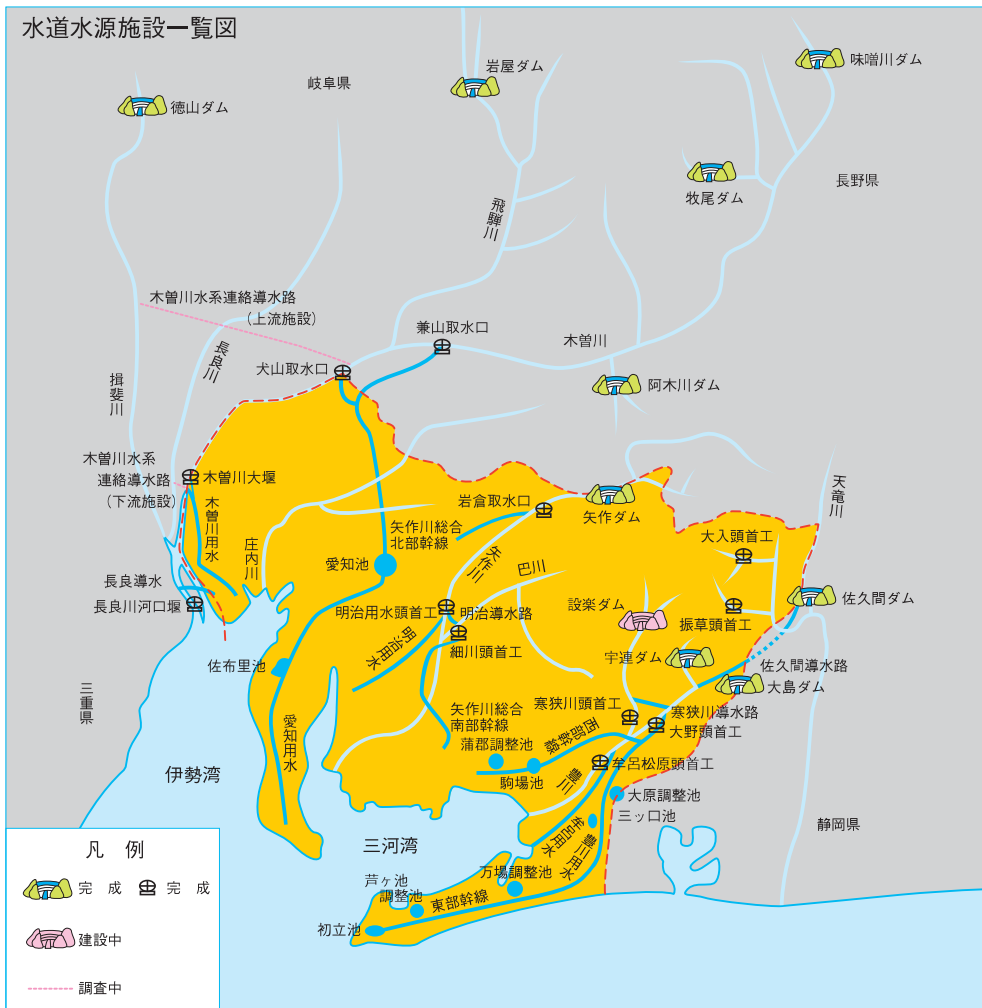 水道水源施設一覧図
岩屋ダム
味噌川ダム
岐阜県
徳山ダム
長野県
牧尾ダム
飛騨川
木曽川水系連絡導水路
(上流施設)
兼山取水口
木曽川
長良川
犬山取水口
揖斐川
阿木川ダム
木曽川水系
連絡導水路
(下流施設)
木曽川大堰
岩倉取水口
矢作ダム
天竜川
木曽川用水
庄内川
矢作川総合
北部幹線
大入頭首工
矢作川
巴川
愛知池
長良導水
長良川河口堰
明治用水頭首工
明治導水路
設楽ダム
佐久間ダム
振草頭首工
明治用水
細川頭首工
宇連ダム
佐布里池
佐久間導水路
大島ダム
三重県
愛知用水
矢作川総合
南部幹線
寒狭川頭首工
寒狭川導水路
大野頭首工
西部幹線
蒲郡調整池
伊勢湾
駒場池
豊川
牟呂松原頭首工
大原調整池
三ッ口池
静岡県
三河湾
牟呂用水
豊川用水
万場調整池
芦ヶ池
調整池
東部幹線
初立池
凡 例
完 成
完 成
建設中
調査中